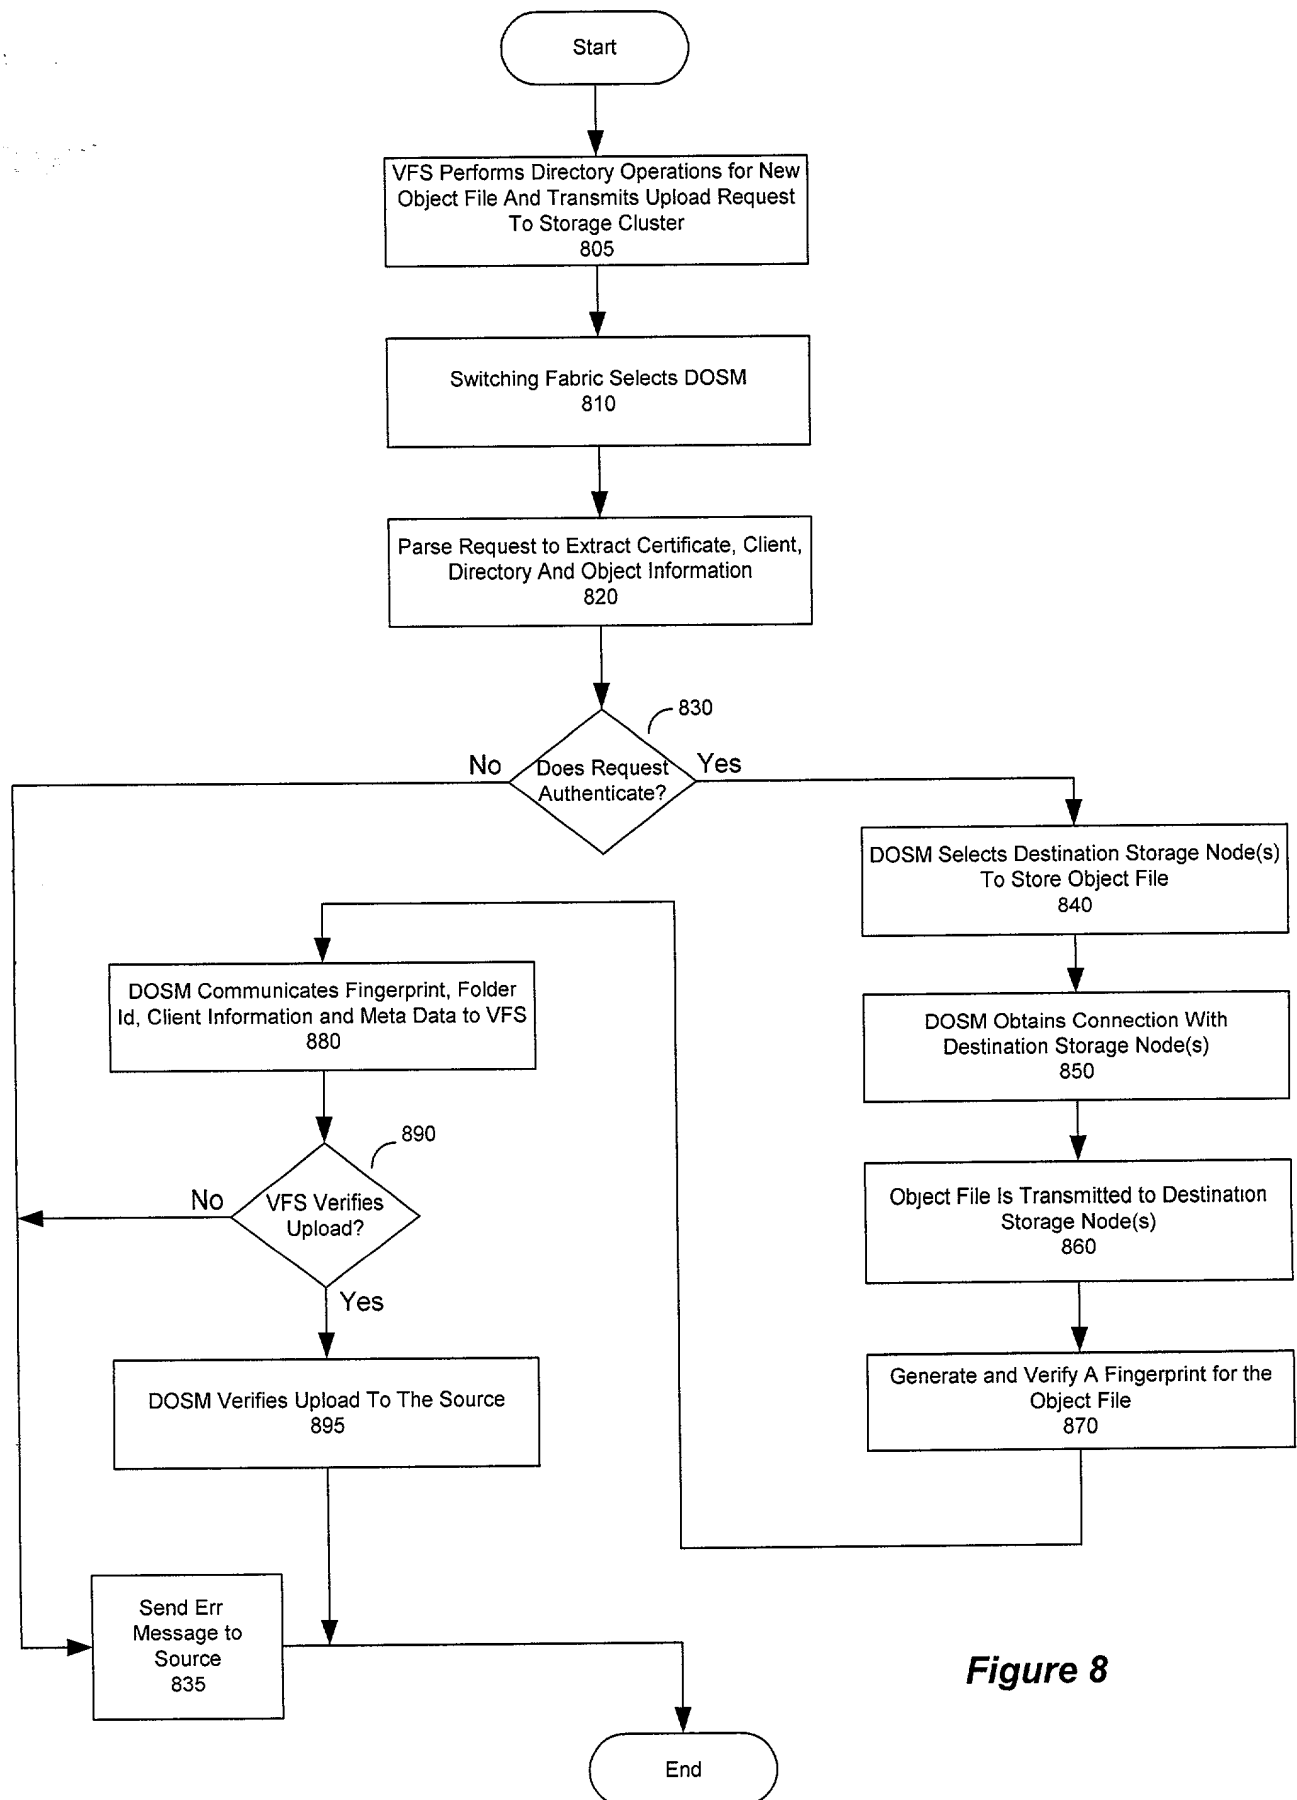 Start
VFS Performs Directory Operations for New
Object File And Transmits Upload Request
To Storage Cluster
805
Switching Fabric Selects DOSM
810
Parse Request to Extract Certificate, Client,
Directory And Object Information
820
830
No
Does Request
Authenticate?
Yes
DOSM Selects Destination Storage Node(s)
To Store Object File
840
DOSM Obtains Connection With
Destination Storage Node(s)
850
Object File Is Transmitted to Destination
Storage Node(s)
860
Generate and Verify A Fingerprint for the
Object File
870
DOSM Communicates Fingerprint, Folder
Id, Client Information and Meta Data to VFS
880
890
No
VFS Verifies
Upload?
Yes
DOSM Verifies Upload To The Source
895
Send Err
Message to
Source
835
End
Figure 8